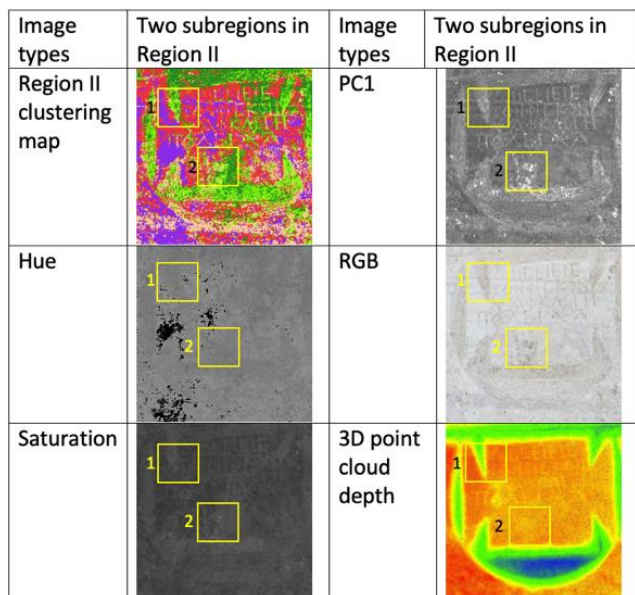 Image types | Two subregions in Region II | Image types | Two subregions in Region II
Region II clustering map | 1 2 | PC1 | 1 2
Hue | 1 2 | RGB | 1 2
Saturation | 1 2 | 3D point cloud depth | 1 2